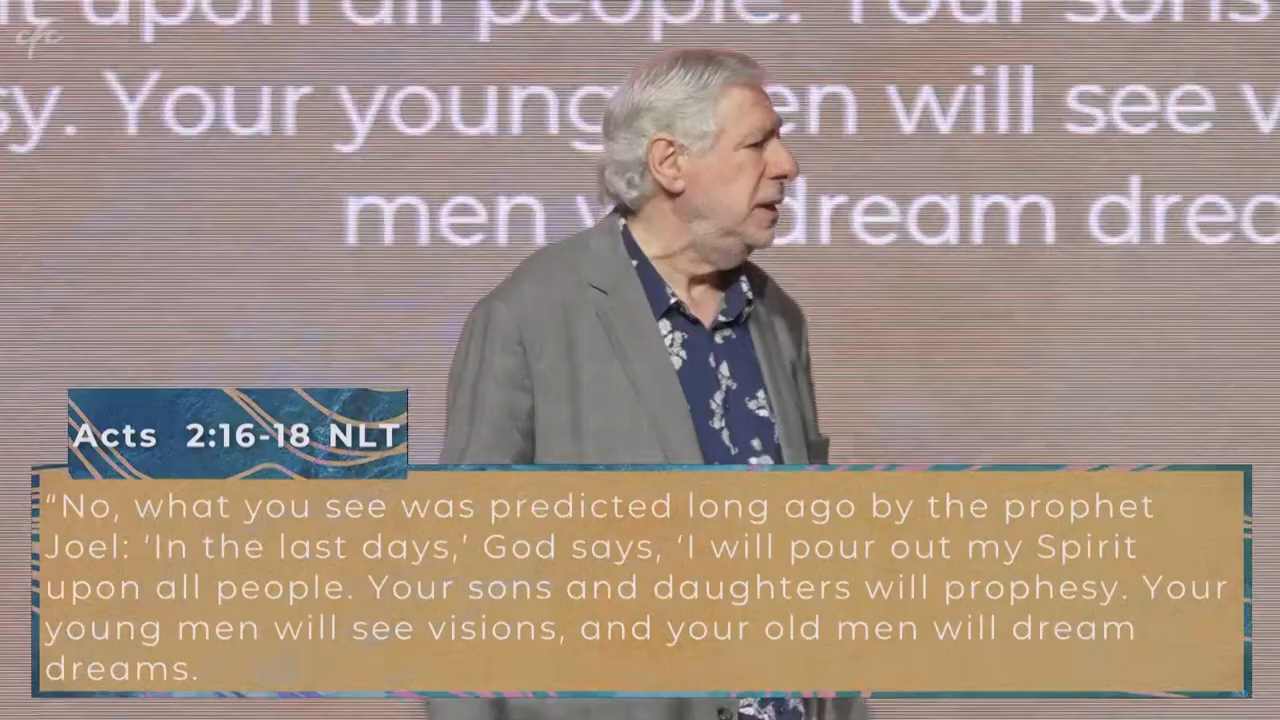 cfc
t upon all people. Your sons
sy. Your young men will see v
men dream drea
Acts 2:16-18 NLT
“No, what you see was predicted long ago by the prophet
Joel: ‘In the last days,’ God says, ‘I will pour out my Spirit
upon all people. Your sons and daughters will prophesy. Your
young men will see visions, and your old men will dream
dreams.